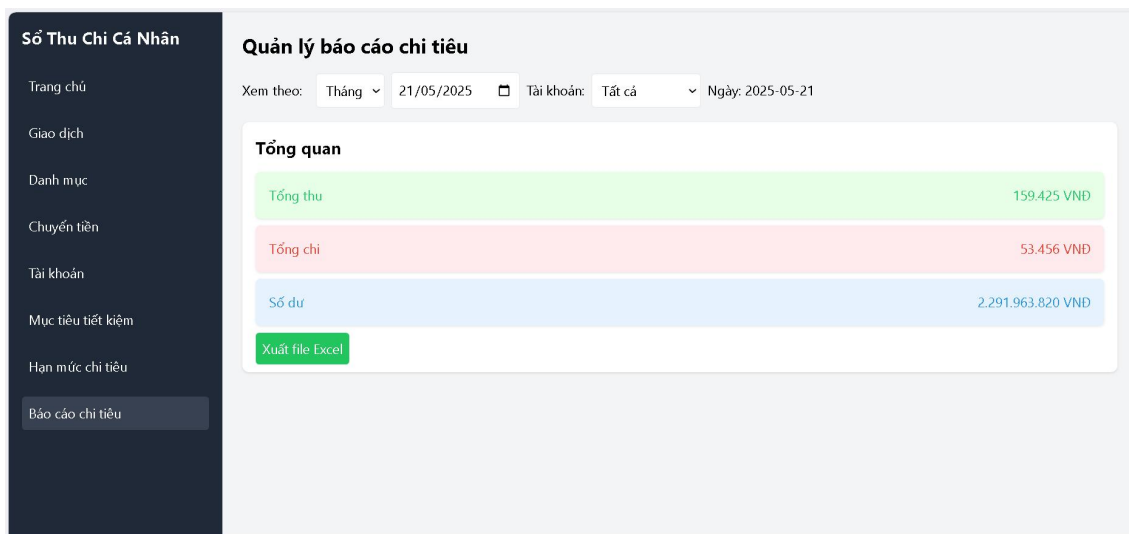 Sổ Thu Chi Cá Nhân
Trang chủ
Giao dịch
Danh mục
Chuyển tiền
Tài khoản
Mục tiêu tiết kiệm
Hạn mức chi tiêu
Báo cáo chi tiêu
Quản lý báo cáo chi tiêu
Xem theo: Tháng 21/05/2025 Tài khoản: Tất cả Ngày: 2025-05-21
Tổng quan
Tổng thu 159.425 VNĐ
Tổng chi 53.456 VNĐ
Số dư 2.291.963.820 VNĐ
Xuất file Excel